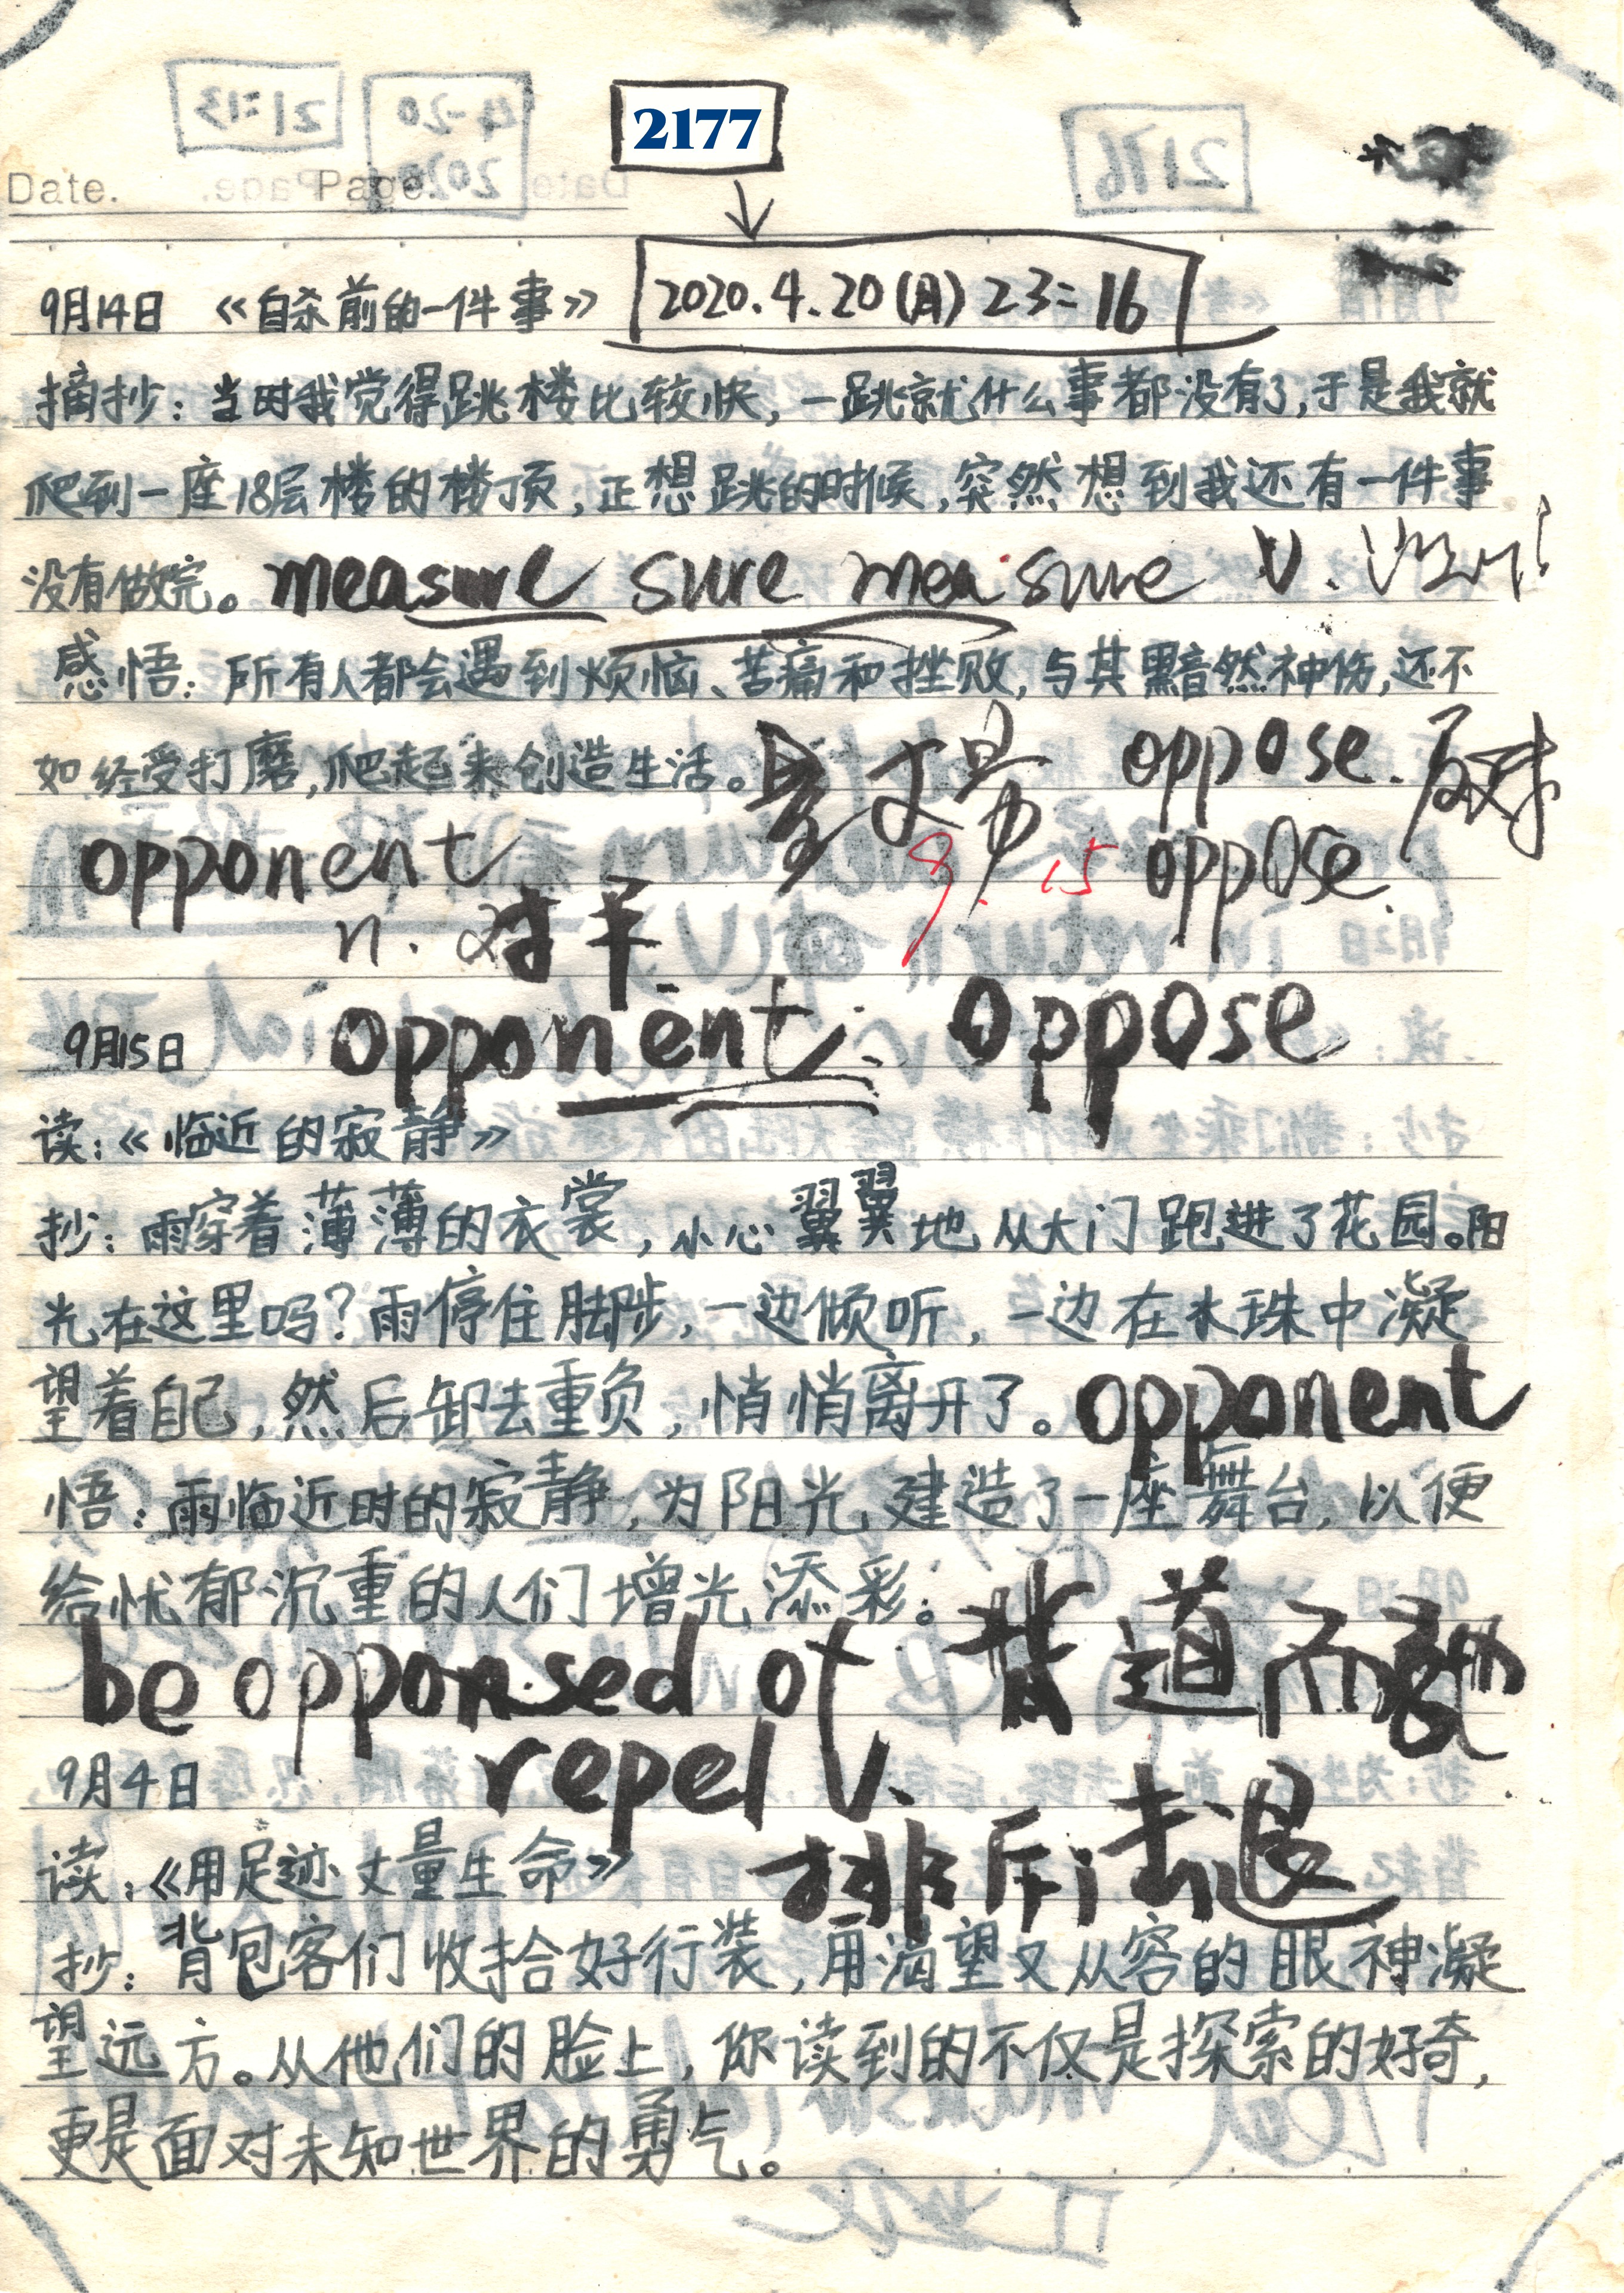 2177
Date. Page.
9月14日 《自杀前的一件事》 2020.4.20(月) 23:16
摘抄：当时我觉得跳楼比较快，一跳就什么事都没有了，于是我就
爬到一座18层楼的楼顶，正想跳的时候，突然想到我还有一件事
没有做完。 measure sure measure v.
感悟：所有人都会遇到烦恼、苦痛和挫败，与其黯然神伤，还不
如经受打磨，爬起来创造生活。 oppose. 反对
opponent 9.15 oppose.
n. 对手
9月15日 opponent. oppose
读：《临近的寂静》
抄：雨穿着薄薄的衣裳，小心翼翼地从大门跑进了花园。阳
光在这里吗？雨停住脚步，一边倾听，一边在水珠中凝
望着自己，然后卸去重负，悄悄离开了。 opponent
悟：雨临近时的寂静，为阳光建造了一座舞台，以便
给忧郁沉重的人们增光添彩。
be opponsed of 背道而驰
9月4日 repel v.
读：《用足迹丈量生命》 排斥；击退
抄：背包客们收拾好行装，用渴望又从容的眼神凝
望远方。从他们的脸上，你读到的不仅是探索的好奇，
更是面对未知世界的勇气。